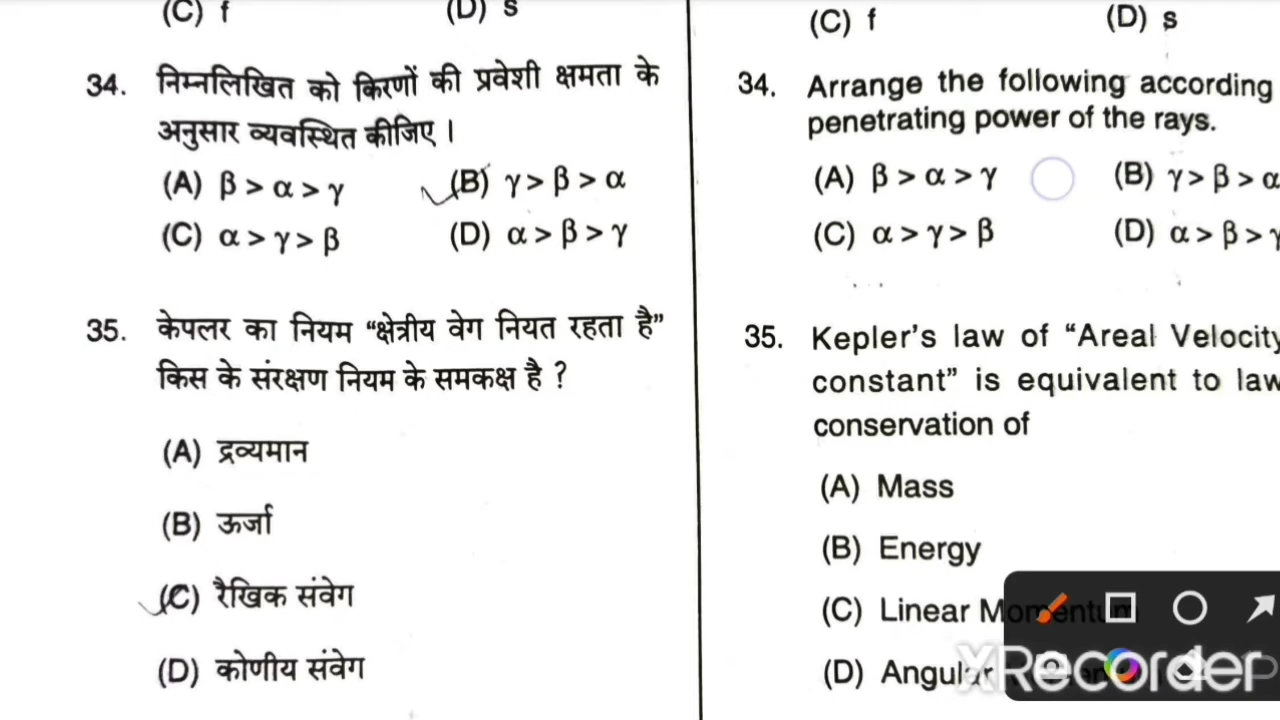 (C) f (D) s
34. निम्नलिखित को किरणों की प्रवेशी क्षमता के
अनुसार व्यवस्थित कीजिए ।
(A) β > α > γ (B) γ > β > α
(C) α > γ > β (D) α > β > γ
35. केपलर का नियम “क्षेत्रीय वेग नियत रहता है”
किस के संरक्षण नियम के समकक्ष है ?
(A) द्रव्यमान
(B) ऊर्जा
(C) रैखिक संवेग
(D) कोणीय संवेग
(C) f (D) s
34. Arrange the following according
penetrating power of the rays.
(A) β > α > γ (B) γ > β > α
(C) α > γ > β (D) α > β > γ
35. Kepler's law of “Areal Velocity
constant” is equivalent to law
conservation of
(A) Mass
(B) Energy
(C) Linear Momentum
(D) Angular
XRecorder